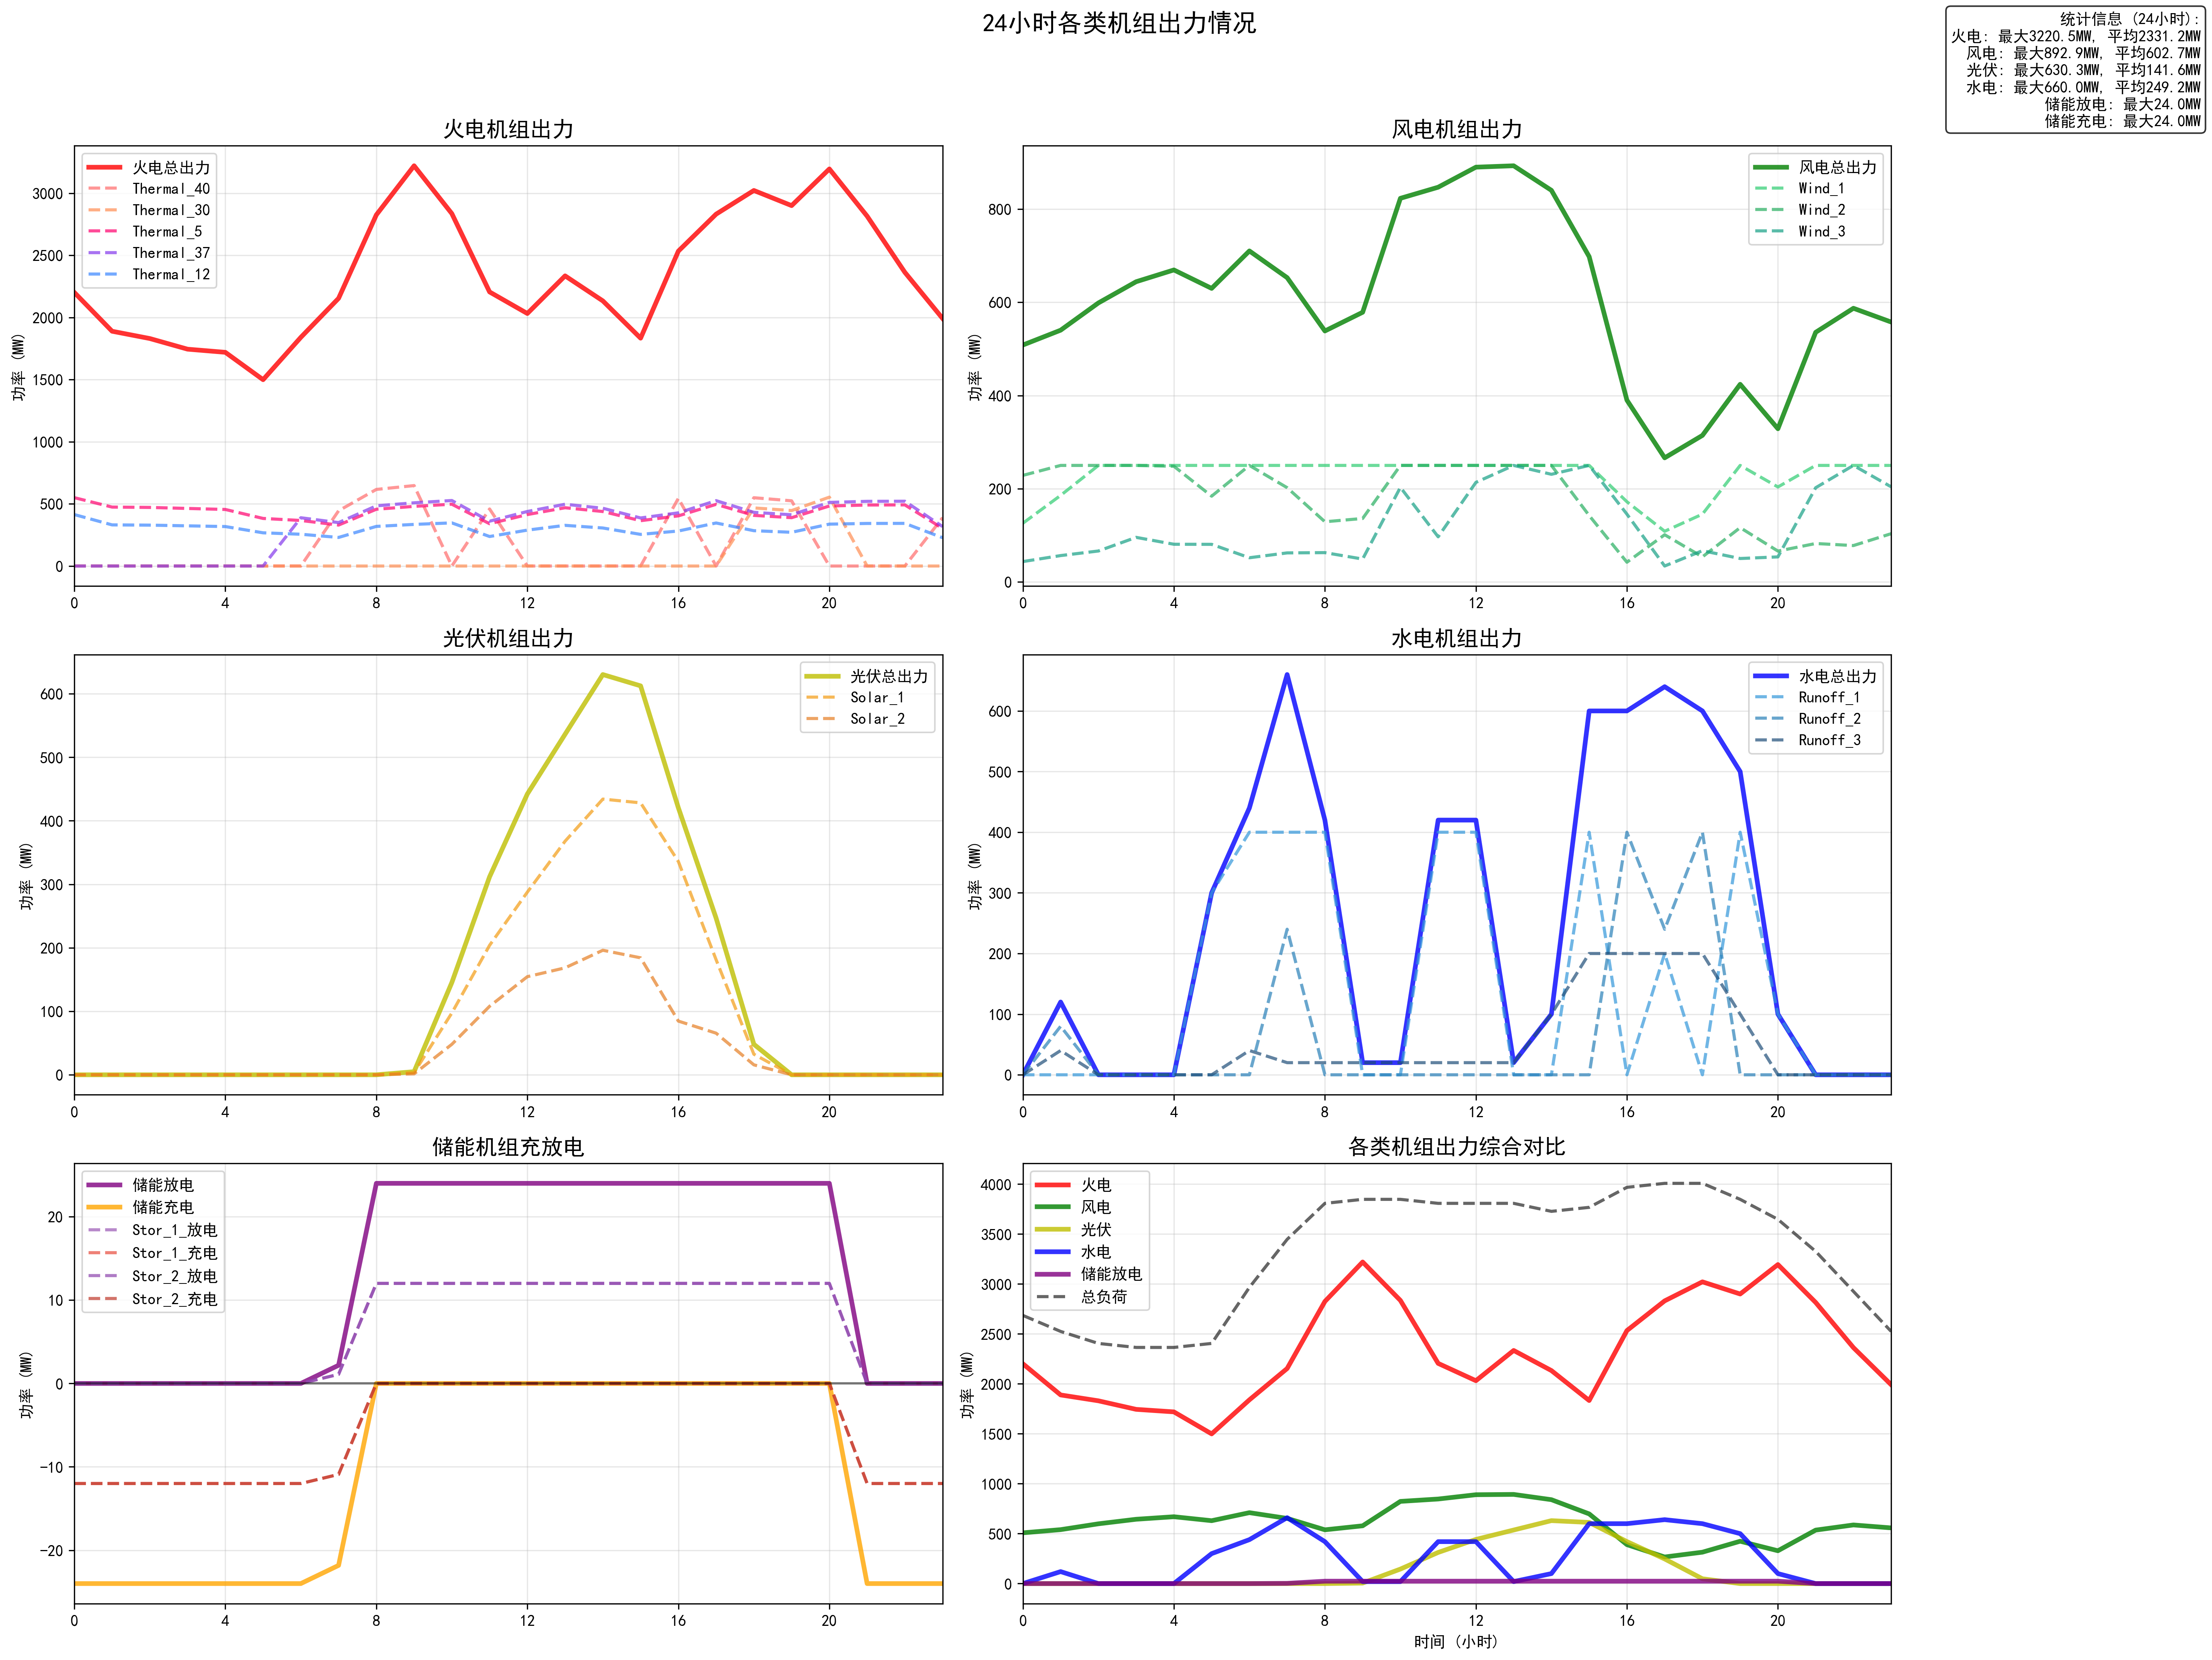 24小时各类机组出力情况
统计信息 (24小时):
火电: 最大3220.5MW, 平均2331.2MW
风电: 最大892.9MW, 平均602.7MW
光伏: 最大630.3MW, 平均141.6MW
水电: 最大660.0MW, 平均249.2MW
储能放电: 最大24.0MW
储能充电: 最大24.0MW
火电机组出力
功率 (MW)
3000
2500
2000
1500
1000
500
0
火电总出力
Thermal_40
Thermal_30
Thermal_5
Thermal_37
Thermal_12
0 4 8 12 16 20
风电机组出力
功率 (MW)
800
600
400
200
0
风电总出力
Wind_1
Wind_2
Wind_3
0 4 8 12 16 20
光伏机组出力
功率 (MW)
600
500
400
300
200
100
0
光伏总出力
Solar_1
Solar_2
0 4 8 12 16 20
水电机组出力
功率 (MW)
600
500
400
300
200
100
0
水电总出力
Runoff_1
Runoff_2
Runoff_3
0 4 8 12 16 20
储能机组充放电
功率 (MW)
20
10
0
−10
−20
储能放电
储能充电
Stor_1_放电
Stor_1_充电
Stor_2_放电
Stor_2_充电
0 4 8 12 16 20
各类机组出力综合对比
功率 (MW)
4000
3500
3000
2500
2000
1500
1000
500
0
火电
风电
光伏
水电
储能放电
总负荷
0 4 8 12 16 20
时间 (小时)